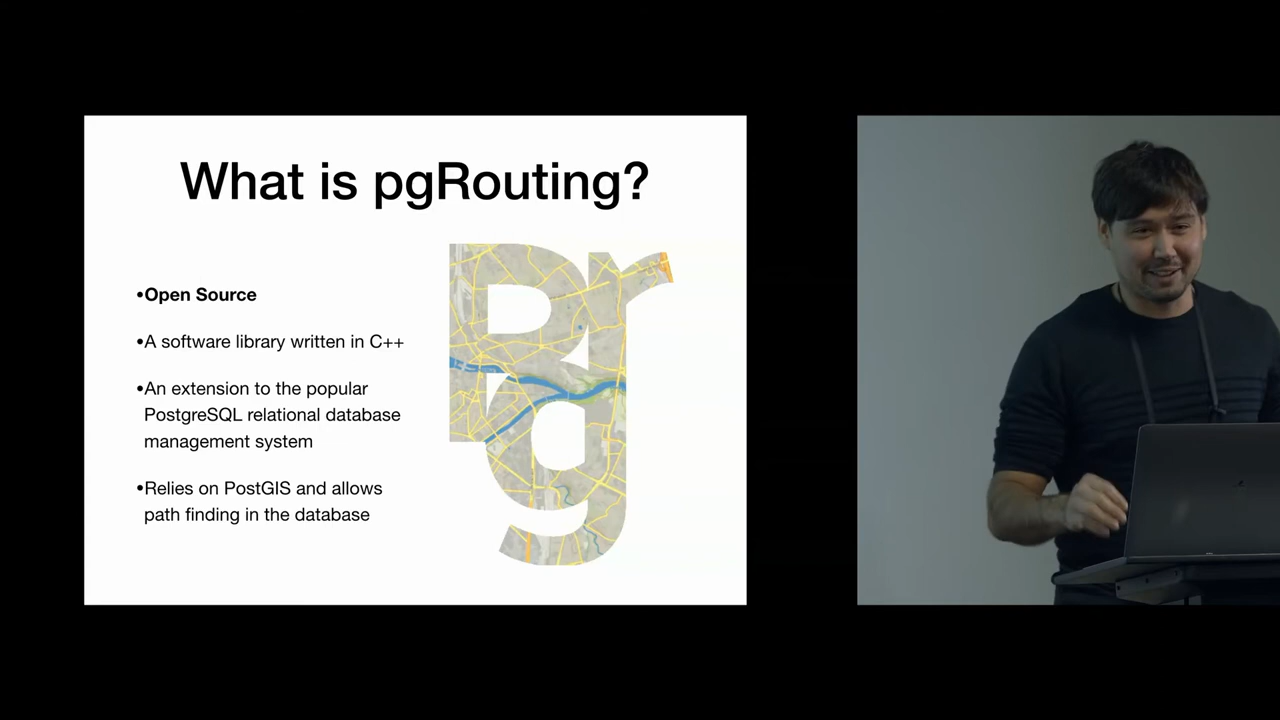 What is pgRouting?
•Open Source
•A software library written in C++
•An extension to the popular
PostgreSQL relational database
management system
•Relies on PostGIS and allows
path finding in the database
Pgr